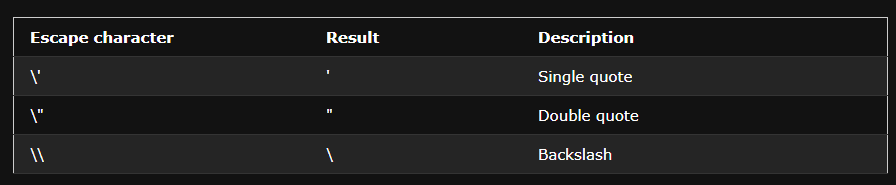 Escape character Result Description
\' ' Single quote
\" " Double quote
\\ \ Backslash